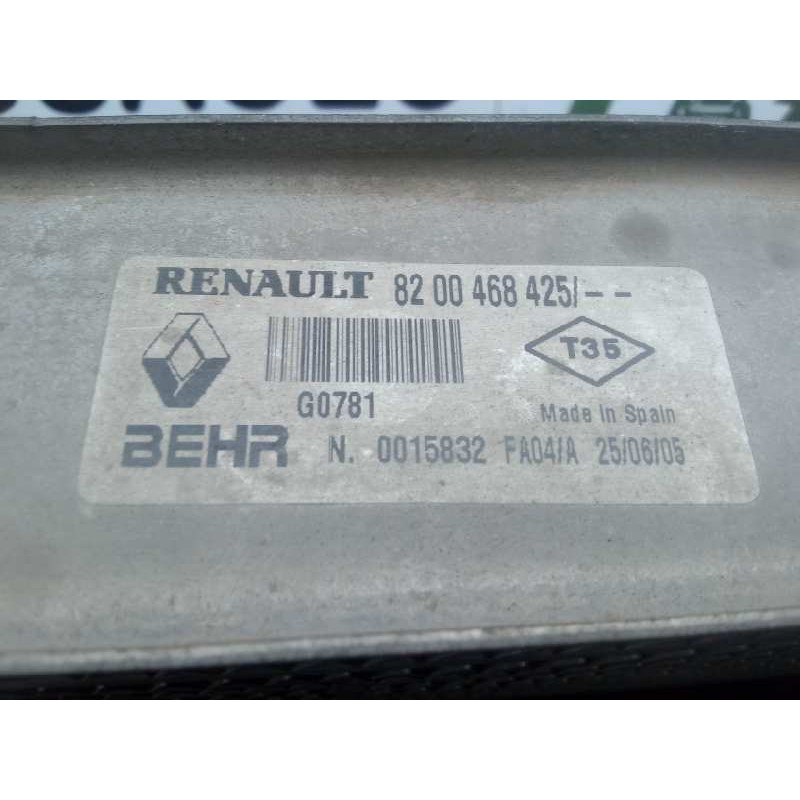 RENAULT 82 00 468 425/--
T35
G0781
Made In Spain
BEHR N. 0015832 FA04/A 25/06/05